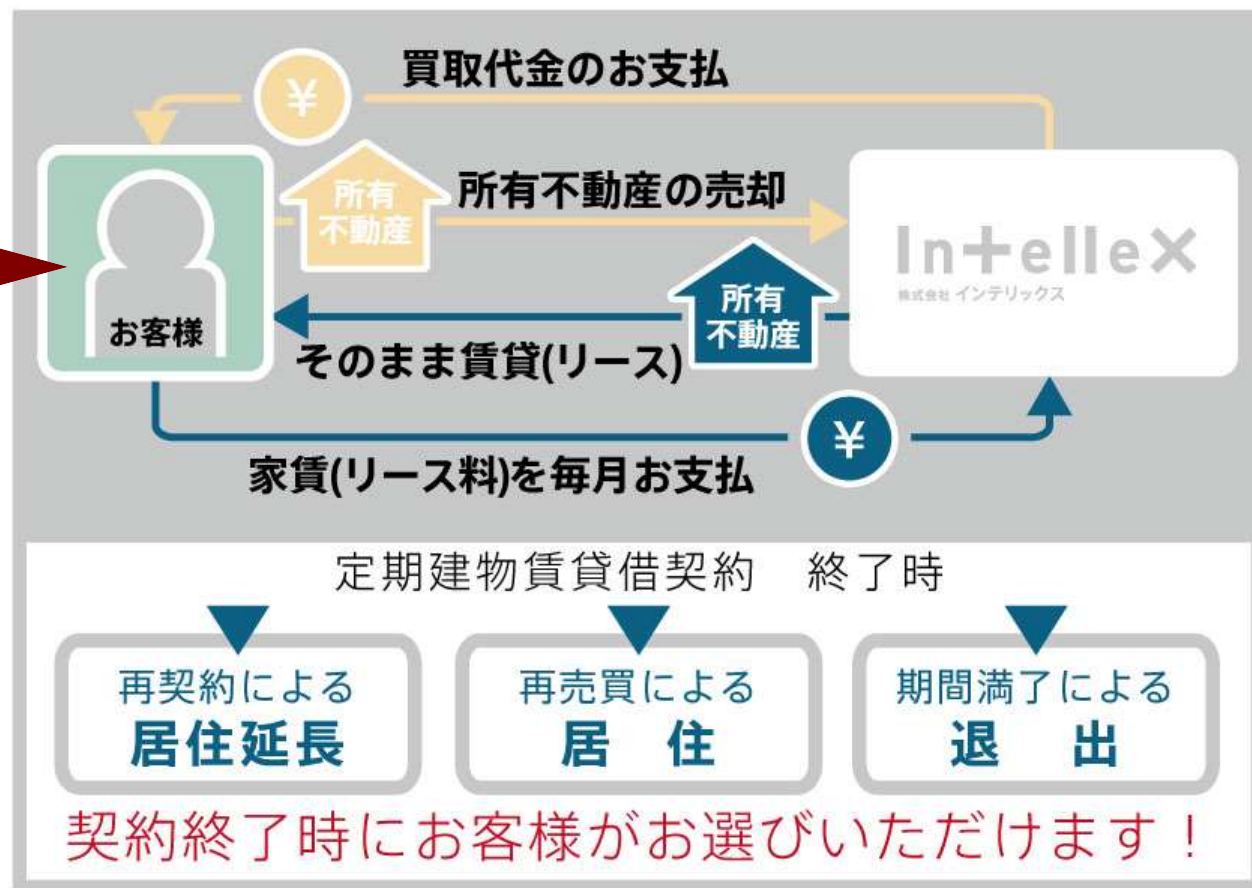 買取代金のお支払
¥
所有
不動産
所有不動産の売却
In+elleX
株式会社 インテリックス
お客様
所有
不動産
そのまま賃貸(リース)
¥
家賃(リース料)を毎月お支払
定期建物賃貸借契約　終了時
再契約による
居住延長
再売買による
居　住
期間満了による
退　出
契約終了時にお客様がお選びいただけます！